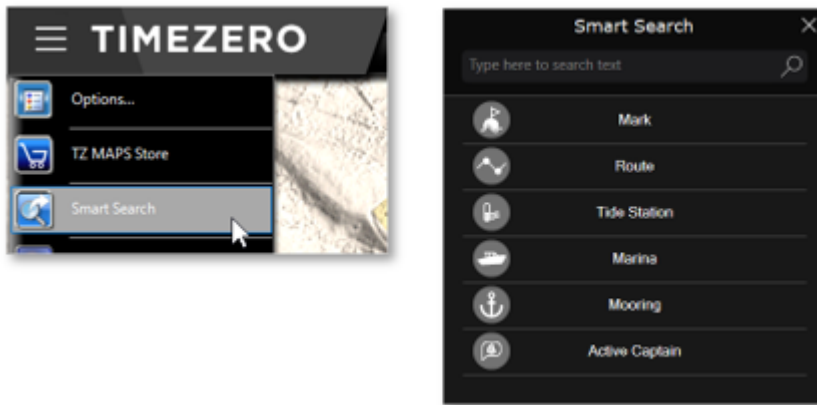 TIMEZERO
Options...
TZ MAPS Store
Smart Search
Smart Search
Type here to search text
Mark
Route
Tide Station
Marina
Mooring
Active Captain